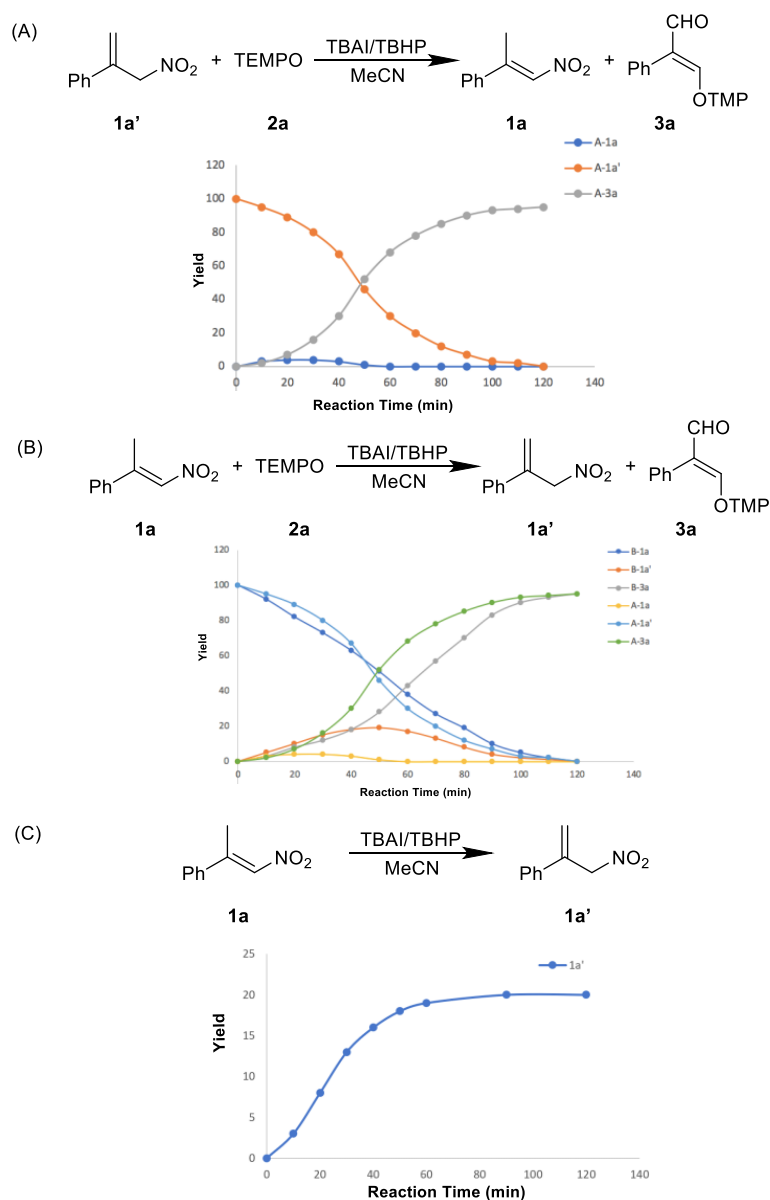 (A)
Ph NO2 + TEMPO TBAI/TBHP MeCN Ph NO2 + CHO Ph OTMP
1a' 2a 1a 3a
A-1a
A-1a'
A-3a
120
100
80
60
40
20
0
Yield
0 20 40 60 80 100 120 140
Reaction Time (min)
(B)
Ph NO2 + TEMPO TBAI/TBHP MeCN Ph NO2 + CHO Ph OTMP
1a 2a 1a' 3a
B-1a
B-1a'
B-3a
A-1a
A-1a'
A-3a
120
100
80
60
40
20
0
Yield
0 20 40 60 80 100 120 140
Reaction Time (min)
(C)
Ph NO2 TBAI/TBHP MeCN Ph NO2
1a 1a'
1a'
25
20
15
10
5
0
Yield
0 20 40 60 80 100 120 140
Reaction Time (min)